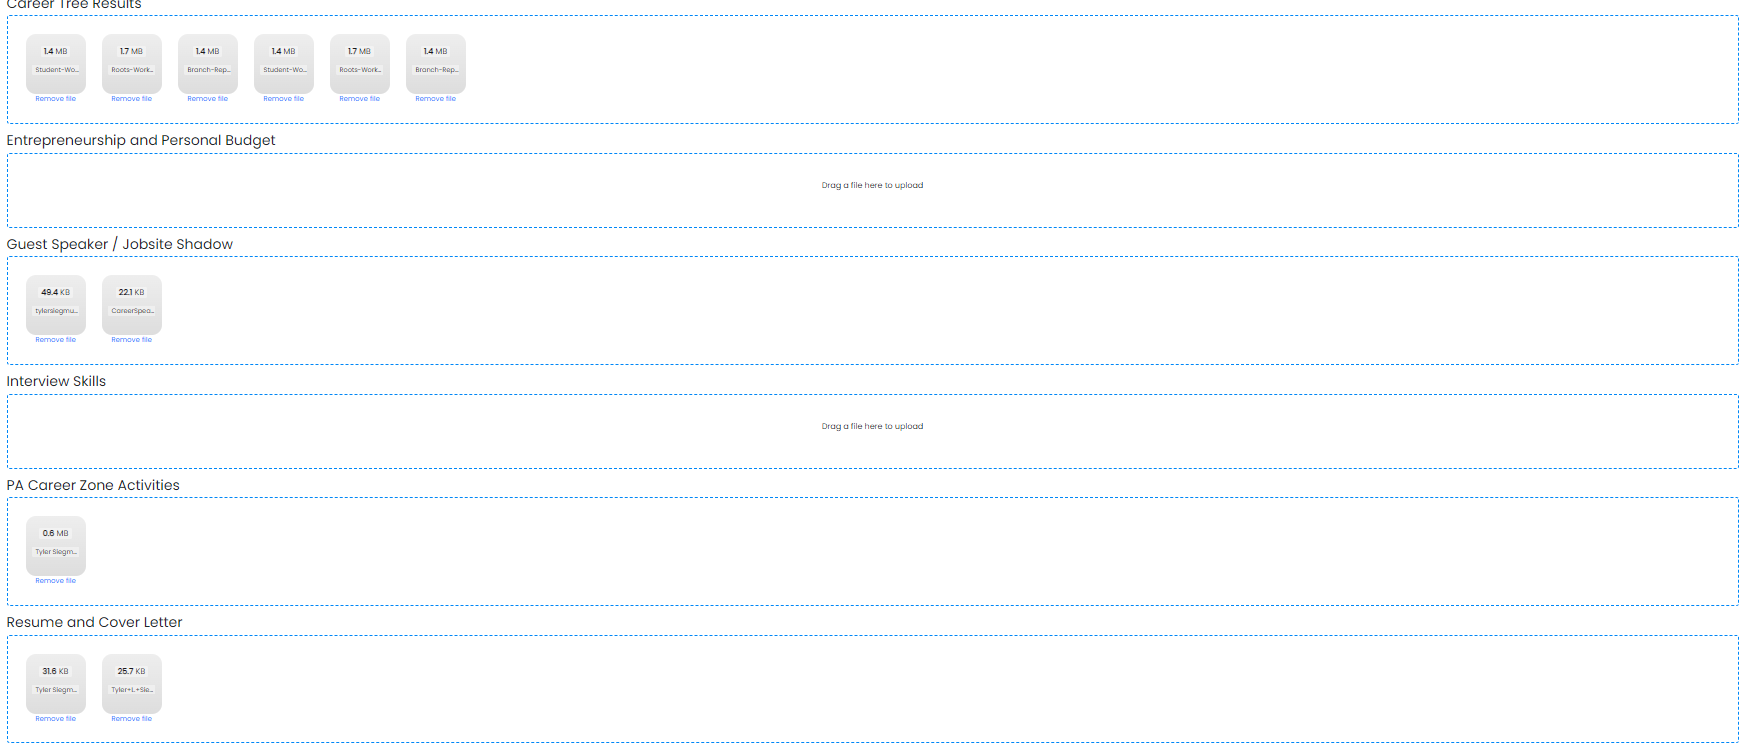 Career Tree Results
1.4 MB 1.7 MB 1.4 MB 1.4 MB 1.7 MB 1.4 MB
Student-Wo... Roots-Work... Branch-Rep... Student-Wo... Roots-Work... Branch-Rep...
Remove file Remove file Remove file Remove file Remove file Remove file
Entrepreneurship and Personal Budget
Drag a file here to upload
Guest Speaker / Jobsite Shadow
49.4 KB 22.1 KB
tylersiegmu... CareerSpea...
Remove file Remove file
Interview Skills
Drag a file here to upload
PA Career Zone Activities
0.6 MB
Tyler Siegm...
Remove file
Resume and Cover Letter
31.6 KB 25.7 KB
Tyler Siegm... Tyler+L+Sie...
Remove file Remove file